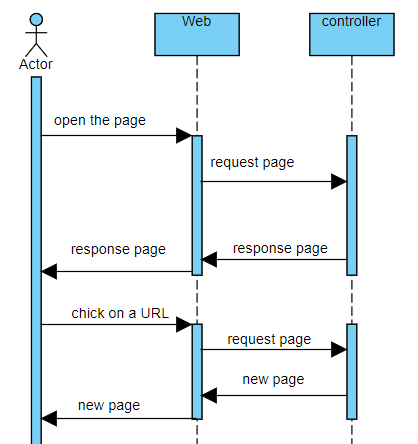 Web
controller
Actor
open the page
request page
response page
response page
chick on a URL
request page
new page
new page